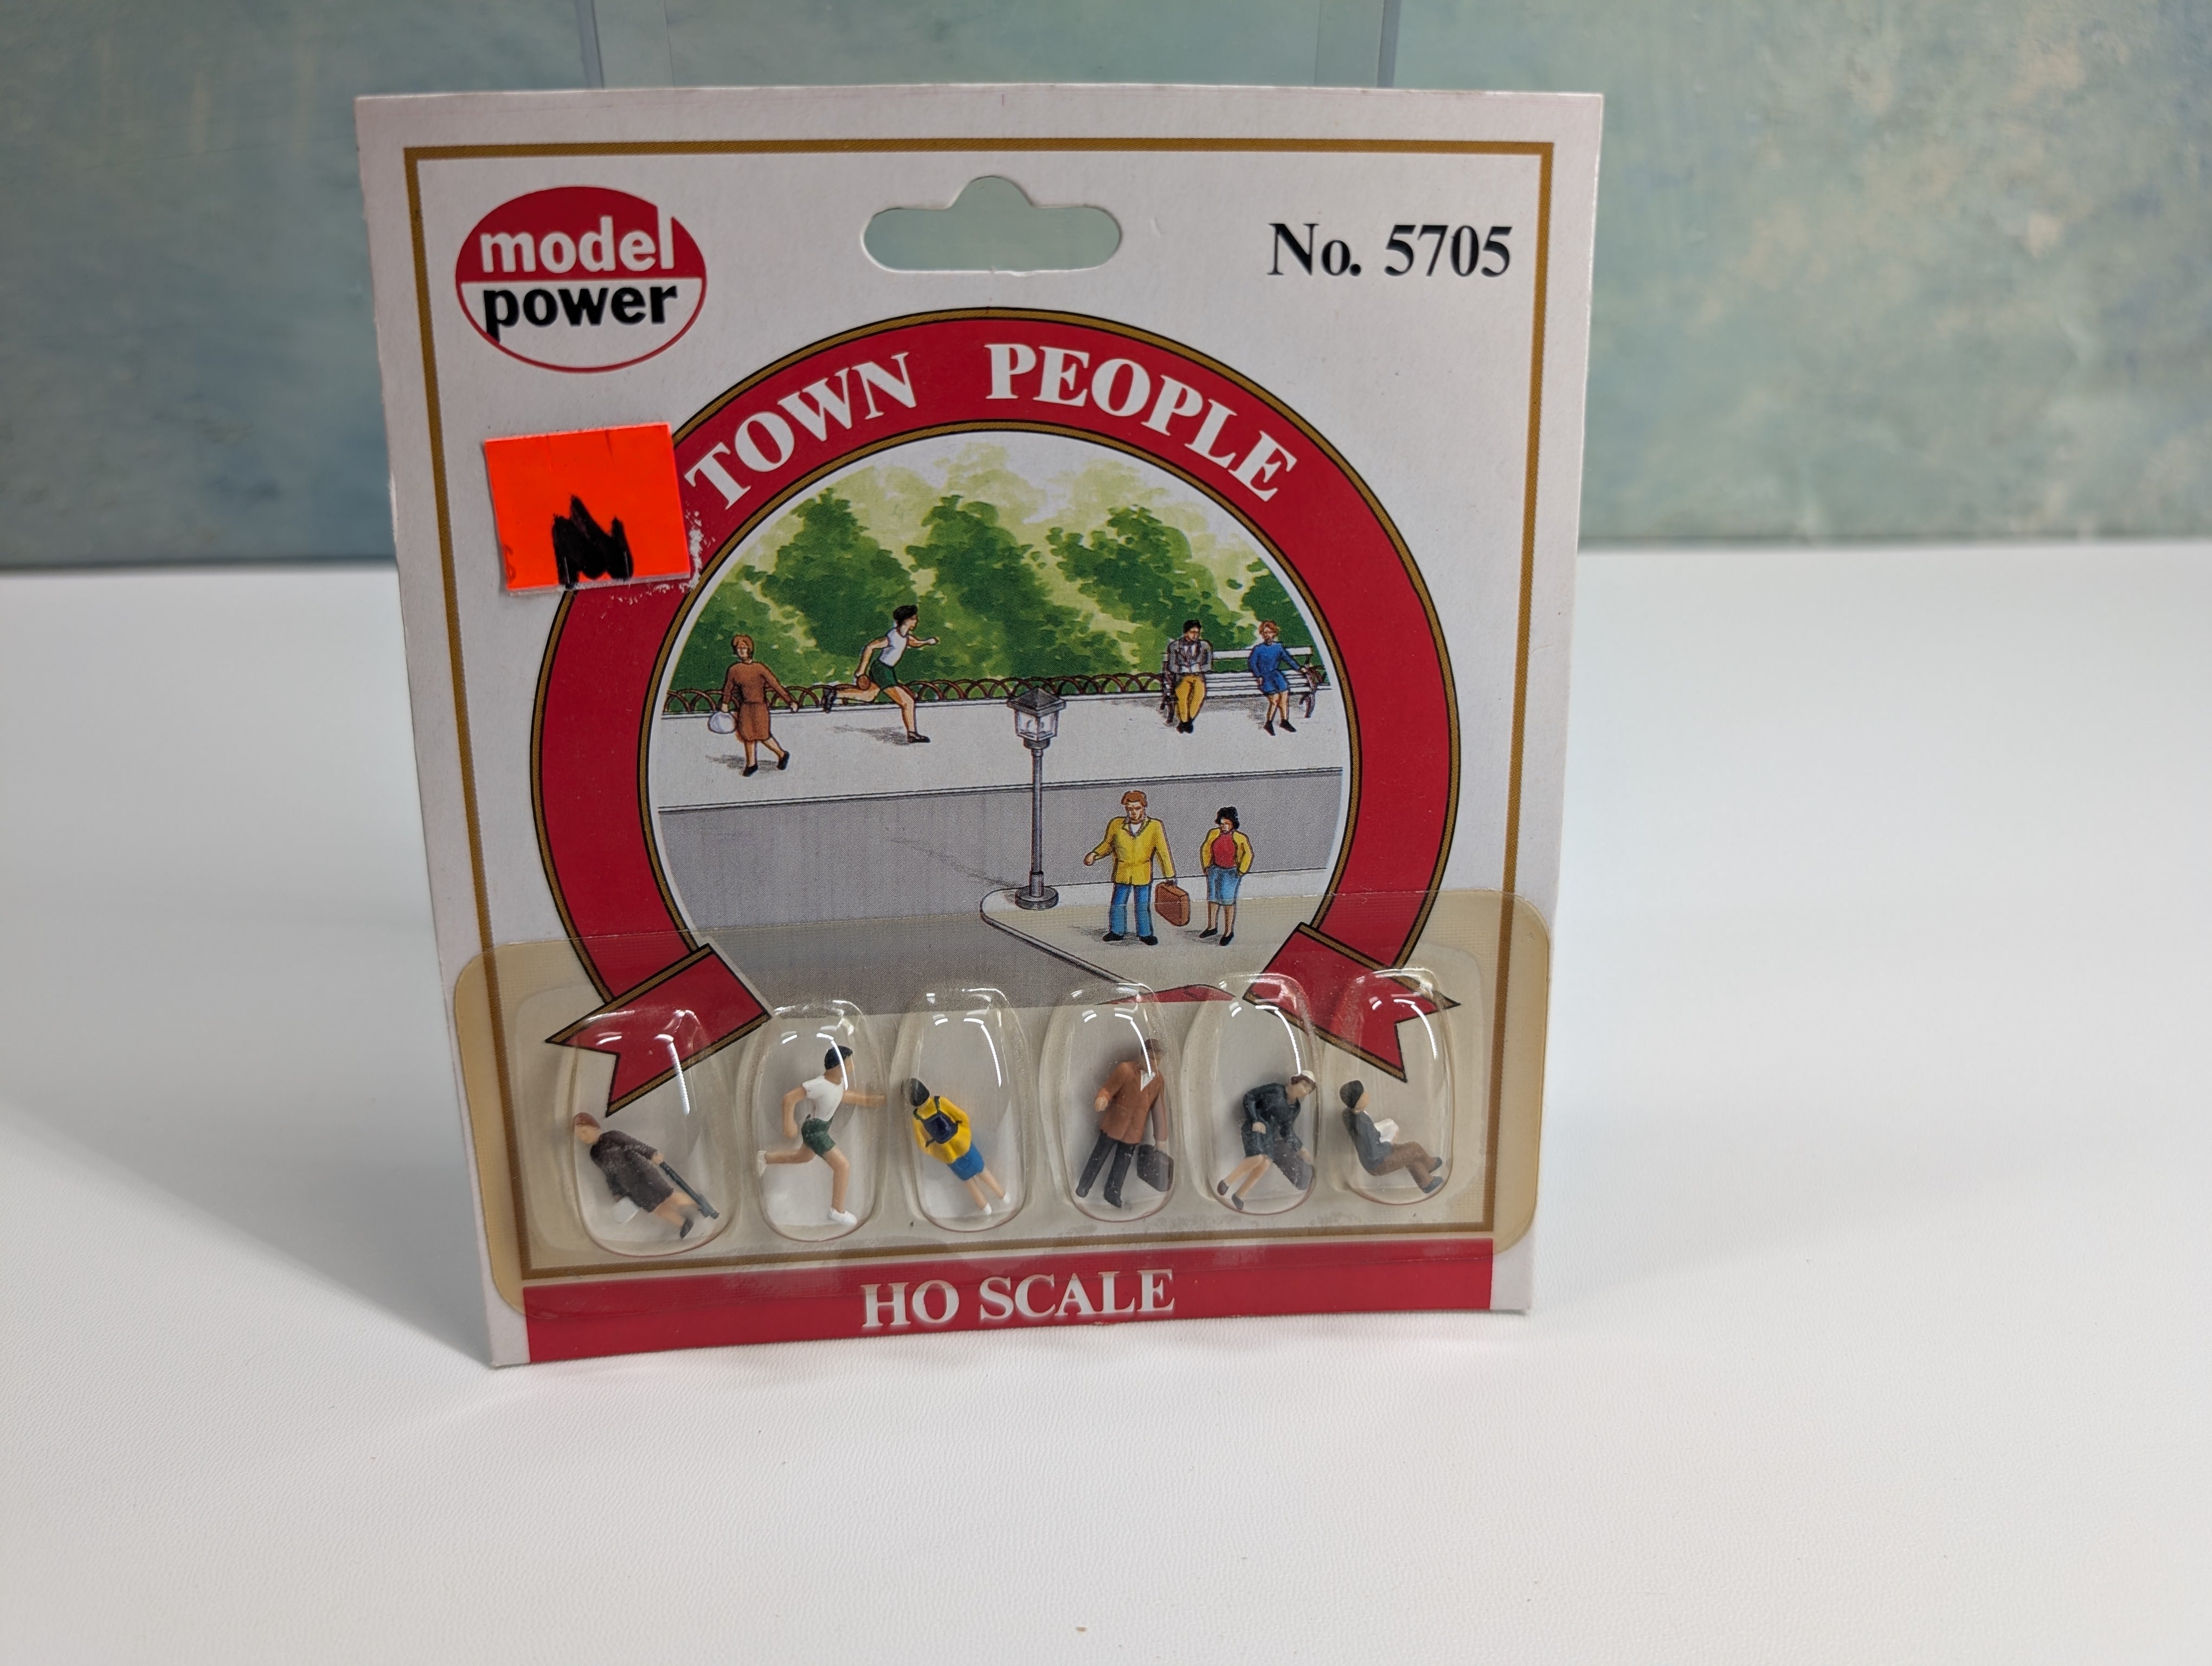 model
power
No. 5705
TOWN PEOPLE
HO SCALE